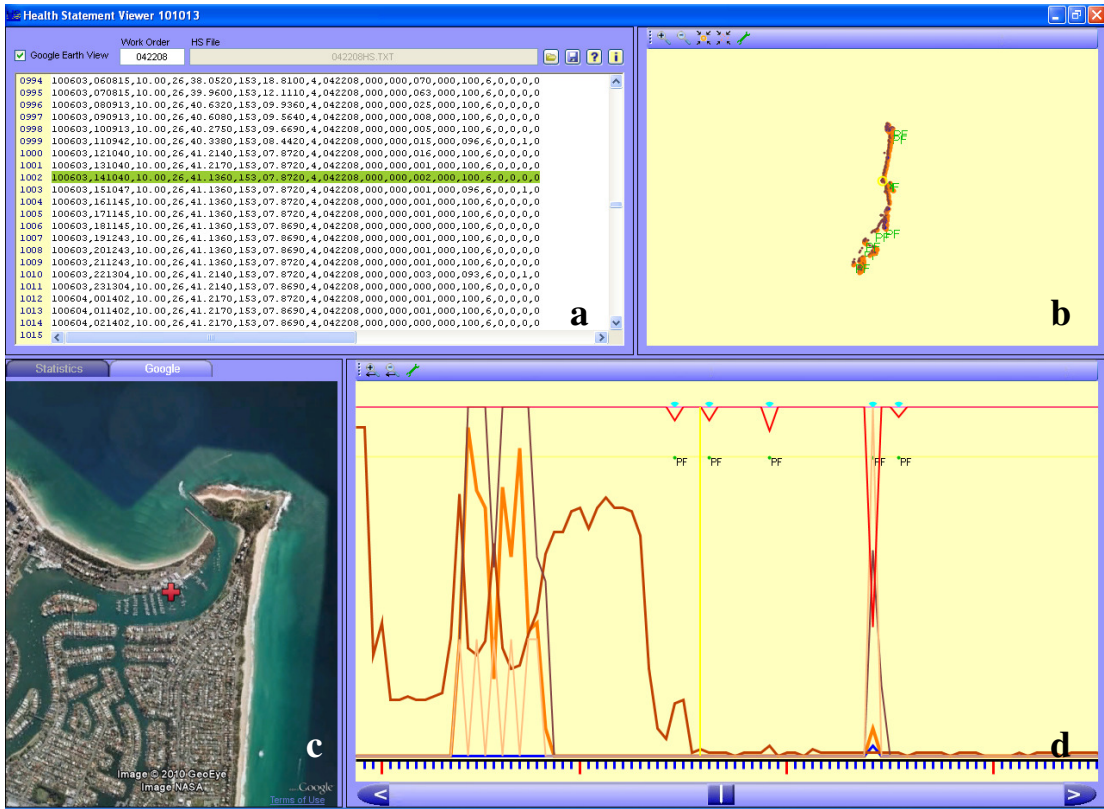 Health Statement Viewer 101013
Work Order HS File
Google Earth View 042208 042208HS.TXT
0994 100603,060815,10.00,26,38.0520,153,18.8100,4,042208,000,000,070,000,100,6,0,0,0,0
0995 100603,070815,10.00,26,39.9600,153,12.1110,4,042208,000,000,063,000,100,6,0,0,0,0
0996 100603,080913,10.00,26,40.6320,153,09.9360,4,042208,000,000,025,000,100,6,0,0,0,0
0997 100603,090913,10.00,26,40.6080,153,09.5640,4,042208,000,000,008,000,100,6,0,0,0,0
0998 100603,100913,10.00,26,40.2750,153,09.6690,4,042208,000,000,005,000,100,6,0,0,0,0
0999 100603,110942,10.00,26,40.3380,153,08.4420,4,042208,000,000,015,000,096,6,0,0,1,0
1000 100603,121040,10.00,26,41.2140,153,07.8720,4,042208,000,000,016,000,100,6,0,0,0,0
1001 100603,131040,10.00,26,41.2170,153,07.8720,4,042208,000,000,001,000,100,6,0,0,0,0
1002 100603,141040,10.00,26,41.1360,153,07.8720,4,042208,000,000,002,000,100,6,0,0,0,0
1003 100603,151047,10.00,26,41.1360,153,07.8720,4,042208,000,000,001,000,096,6,0,0,1,0
1004 100603,161145,10.00,26,41.1360,153,07.8720,4,042208,000,000,001,000,100,6,0,0,0,0
1005 100603,171145,10.00,26,41.1360,153,07.8720,4,042208,000,000,001,000,100,6,0,0,0,0
1006 100603,181145,10.00,26,41.1360,153,07.8690,4,042208,000,000,000,000,100,6,0,0,0,0
1007 100603,191243,10.00,26,41.1360,153,07.8690,4,042208,000,000,001,000,100,6,0,0,0,0
1008 100603,201243,10.00,26,41.1360,153,07.8690,4,042208,000,000,001,000,100,6,0,0,0,0
1009 100603,211243,10.00,26,41.1360,153,07.8690,4,042208,000,000,001,000,100,6,0,0,0,0
1010 100603,221304,10.00,26,41.2140,153,07.8720,4,042208,000,000,003,000,093,6,0,0,1,0
1011 100603,231304,10.00,26,41.2140,153,07.8690,4,042208,000,000,000,000,100,6,0,0,0,0
1012 100604,011402,10.00,26,41.2170,153,07.8720,4,042208,000,000,001,000,100,6,0,0,0,0
1013 100604,011402,10.00,26,41.2170,153,07.8690,4,042208,000,000,001,000,100,6,0,0,0,0
1014 100604,021402,10.00,26,41.2170,153,07.8690,4,042208,000,000,000,000,100,6,0,0,0,0
1015
a
PF
PF
PF
PF
PF
b
Statistics Google
Image © 2010 GeoEye
Image NASA
Google
Terms of Use
c
PF PF PF PF PF
d